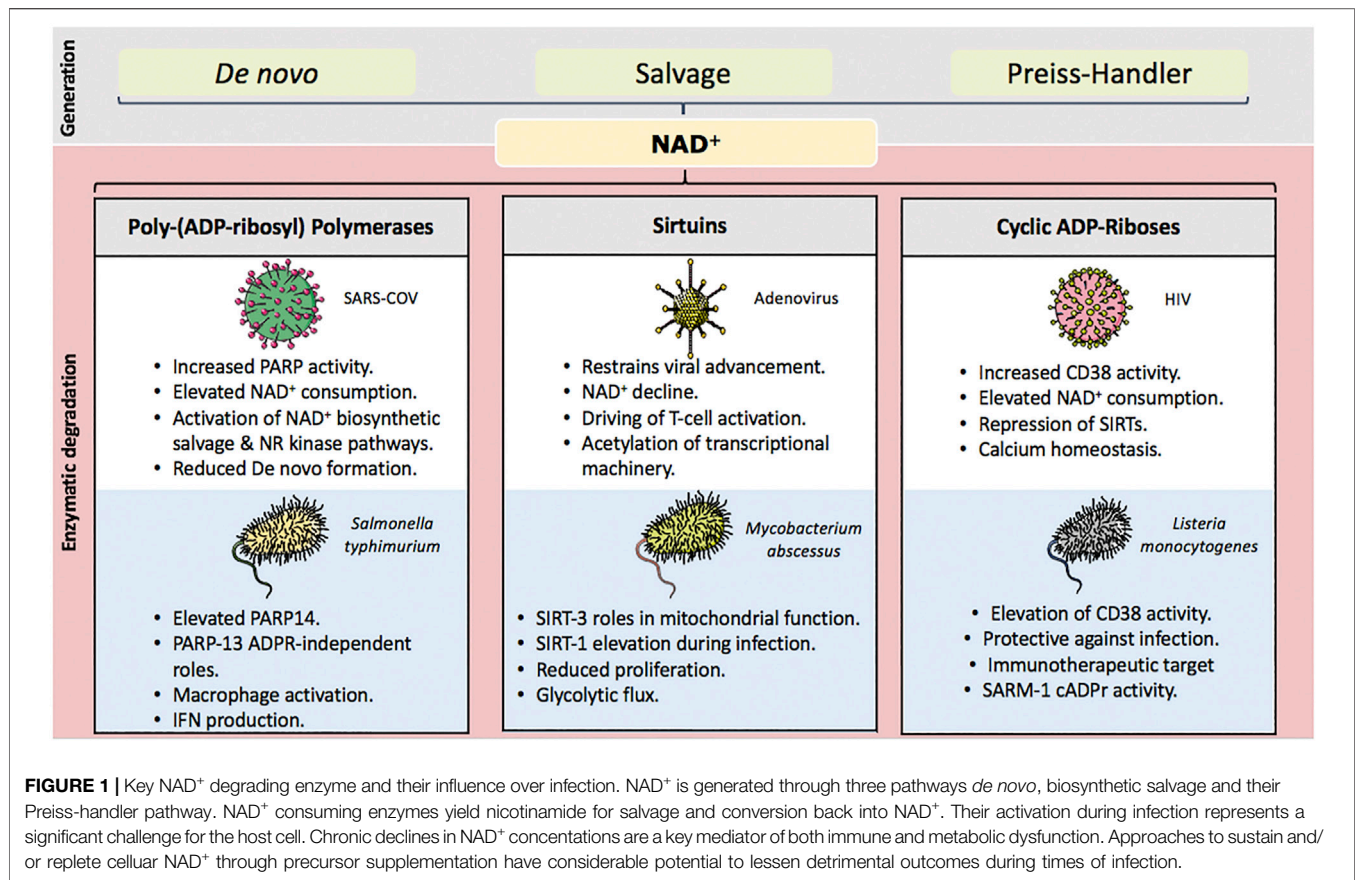 Generation
De novo
Salvage
Preiss-Handler
NAD⁺
Enzymatic degradation
Poly-(ADP-ribosyl) Polymerases
SARS-COV
• Increased PARP activity.
• Elevated NAD⁺ consumption.
• Activation of NAD⁺ biosynthetic
salvage & NR kinase pathways.
• Reduced De novo formation.
Salmonella
typhimurium
• Elevated PARP14.
• PARP-13 ADPR-independent
roles.
• Macrophage activation.
• IFN production.
Sirtuins
Adenovirus
• Restrains viral advancement.
• NAD⁺ decline.
• Driving of T-cell activation.
• Acetylation of transcriptional
machinery.
Mycobacterium
abscessus
• SIRT-3 roles in mitochondrial function.
• SIRT-1 elevation during infection.
• Reduced proliferation.
• Glycolytic flux.
Cyclic ADP-Riboses
HIV
• Increased CD38 activity.
• Elevated NAD⁺ consumption.
• Repression of SIRTs.
• Calcium homeostasis.
Listeria
monocytogenes
• Elevation of CD38 activity.
• Protective against infection.
• Immunotherapeutic target
• SARM-1 cADPr activity.
FIGURE 1 | Key NAD⁺ degrading enzyme and their influence over infection. NAD⁺ is generated through three pathways de novo, biosynthetic salvage and their
Preiss-handler pathway. NAD⁺ consuming enzymes yield nicotinamide for salvage and conversion back into NAD⁺. Their activation during infection represents a
significant challenge for the host cell. Chronic declines in NAD⁺ concentations are a key mediator of both immune and metabolic dysfunction. Approaches to sustain and/
or replete celluar NAD⁺ through precursor supplementation have considerable potential to lessen detrimental outcomes during times of infection.